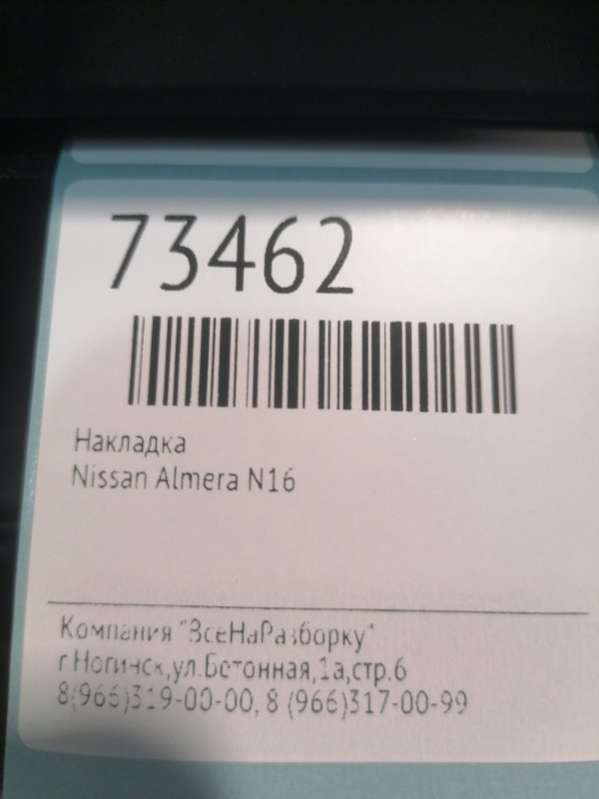 73462
Накладка
Nissan Almera N16
Компания "ВсеНаРазборку"
г.Ногинск,ул.Бетонная,1а,стр.6
8(966)319-00-00, 8 (966)317-00-99